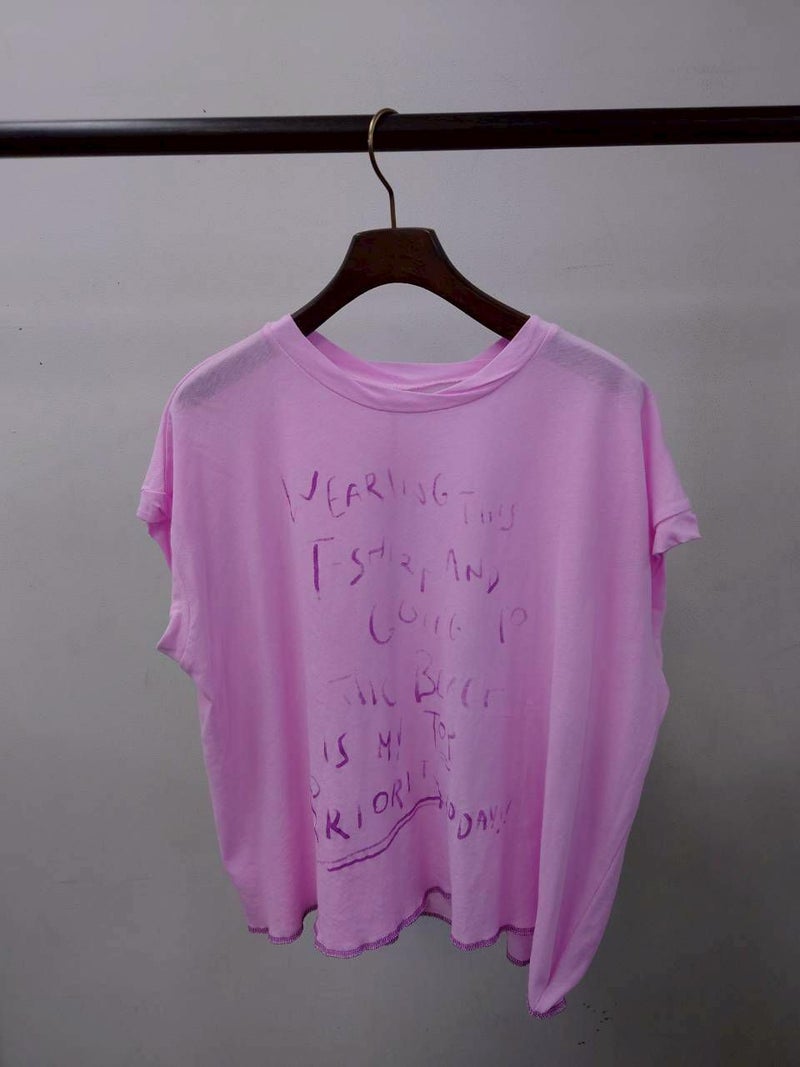 WEARING THIS
T-SHIRT AND
GOING TO
THE BEACH
IS MY TOP
PRIORITY TODAY!!